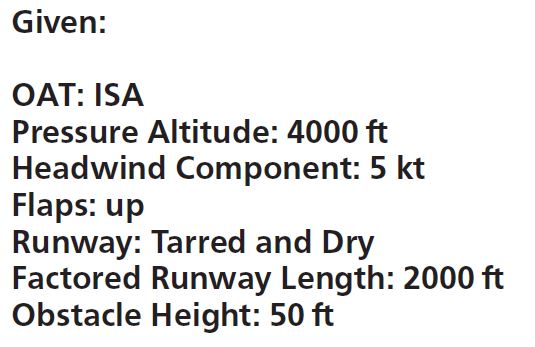 Given:
OAT: ISA
Pressure Altitude: 4000 ft
Headwind Component: 5 kt
Flaps: up
Runway: Tarred and Dry
Factored Runway Length: 2000 ft
Obstacle Height: 50 ft